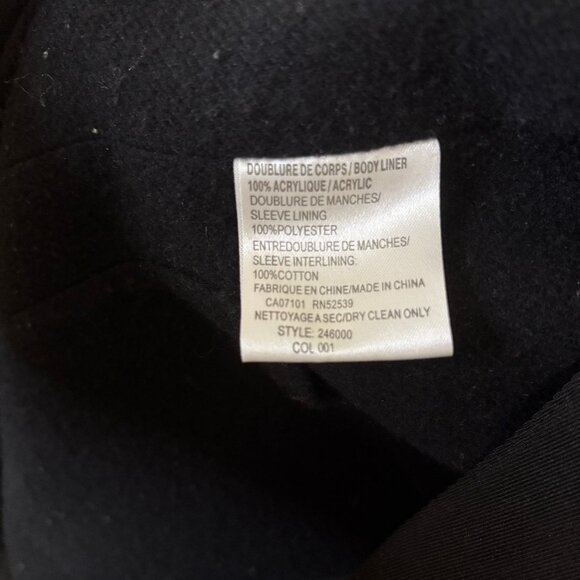 DOUBLURE DE CORPS/BODY LINER
100% ACRYLIQUE/ACRYLIC
DOUBLURE DE MANCHES/
SLEEVE LINING
100%POLYESTER
ENTREDOUBLURE DE MANCHES/
SLEEVE INTERLINING:
100%COTTON
FABRIQUE EN CHINE/MADE IN CHINA
CA07101 RN52539
NETTOYAGE A SEC/DRY CLEAN ONLY
STYLE: 246000
COL 001